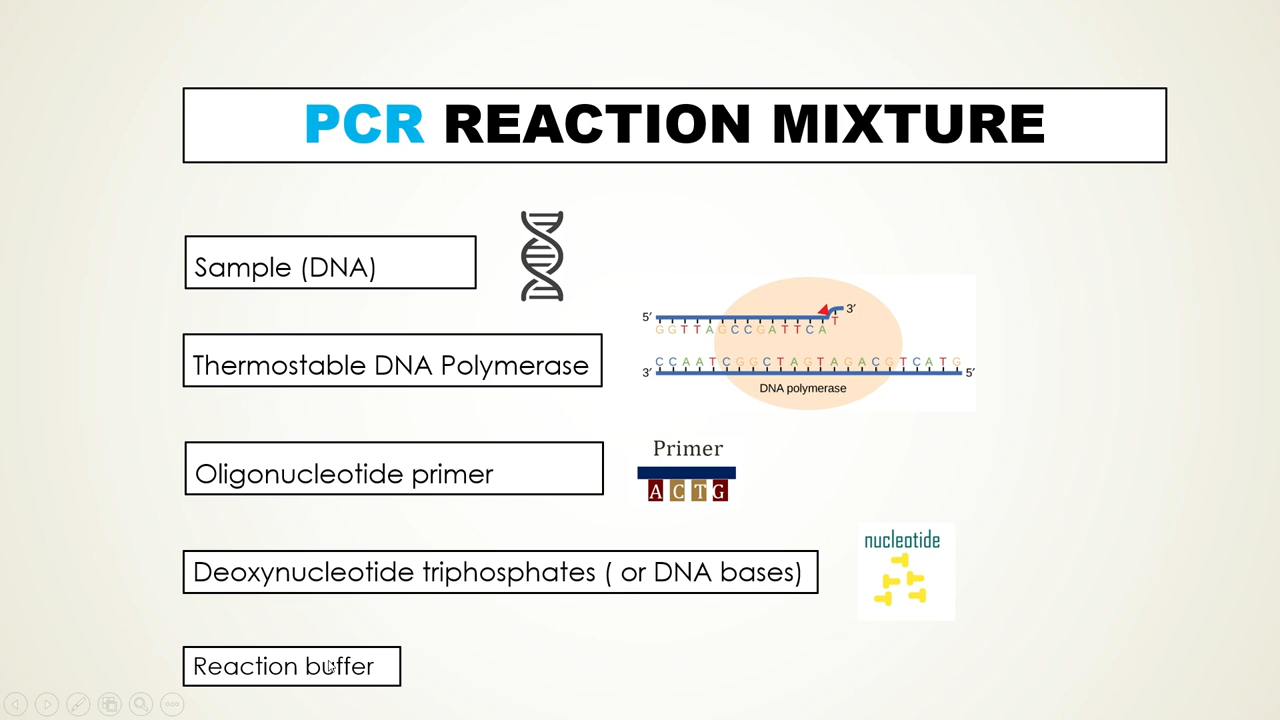 PCR REACTION MIXTURE
Sample (DNA)
5′ 3′
T
GGTTAGCCGATTCA
Thermostable DNA Polymerase
CCAATCGGCTAGTAGACGTCATG
3′ 5′
DNA polymerase
Primer
Oligonucleotide primer
ACTG
nucleotide
Deoxynucleotide triphosphates ( or DNA bases)
Reaction buffer